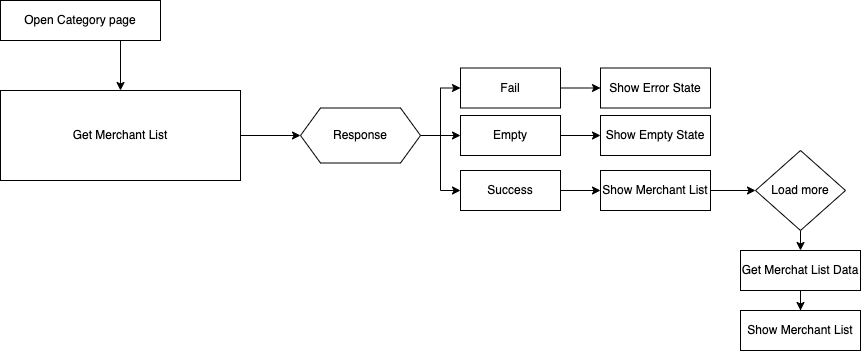 Open Category page
Get Merchant List
Response
Fail
Show Error State
Empty
Show Empty State
Success
Show Merchant List
Load more
Get Merchat List Data
Show Merchant List